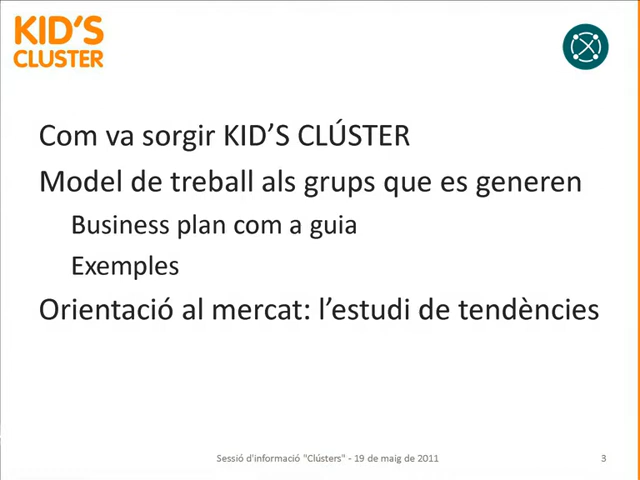 KID'S
CLUSTER
Com va sorgir KID’S CLÚSTER
Model de treball als grups que es generen
Business plan com a guia
Exemples
Orientació al mercat: l’estudi de tendències
Sessió d'informació "Clústers" - 19 de maig de 2011
3